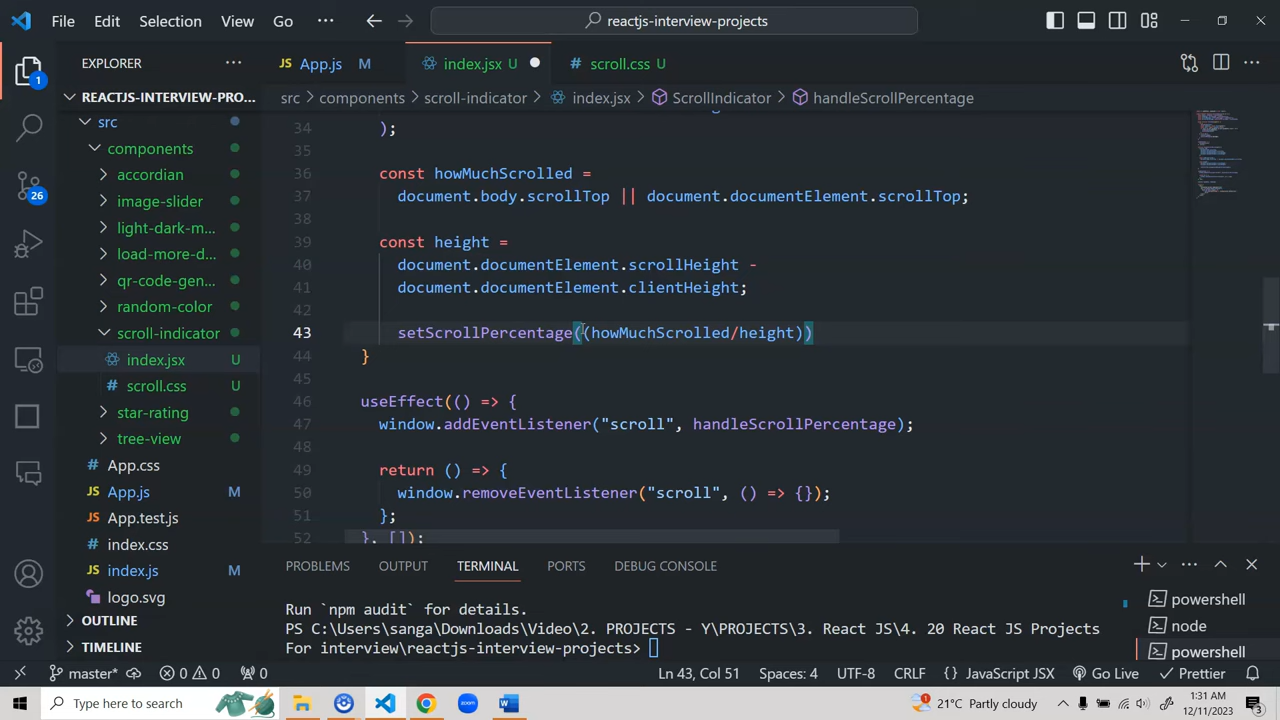 File Edit Selection View Go ··· reactjs-interview-projects
EXPLORER ···
App.js M index.jsx U scroll.css U ···
REACTJS-INTERVIEW-PRO...
src > components > scroll-indicator > index.jsx > ScrollIndicator > handleScrollPercentage
1
26
src
components
accordian
image-slider
light-dark-m...
load-more-d...
qr-code-gen...
random-color
scroll-indicator
index.jsx U
scroll.css U
star-rating
tree-view
App.css
App.js M
App.test.js
index.css
index.js M
logo.svg
OUTLINE
TIMELINE
34 );
35
36 const howMuchScrolled =
37 document.body.scrollTop || document.documentElement.scrollTop;
38
39 const height =
40 document.documentElement.scrollHeight -
41 document.documentElement.clientHeight;
42
43 setScrollPercentage((howMuchScrolled/height))
44 }
45
46 useEffect(() => {
47 window.addEventListener("scroll", handleScrollPercentage);
48
49 return () => {
50 window.removeEventListener("scroll", () => {});
51 };
52 }, []);
PROBLEMS OUTPUT TERMINAL PORTS DEBUG CONSOLE ···
Run `npm audit` for details.
PS C:\Users\sanga\Downloads\Video\2. PROJECTS - Y\PROJECTS\3. React JS\4. 20 React JS Projects
For interview\reactjs-interview-projects>
powershell
node
powershell
master* 0 0 0 Ln 43, Col 51 Spaces: 4 UTF-8 CRLF {} JavaScript JSX Go Live Prettier
Type here to search 1 21°C Partly cloudy 1:31 AM
12/11/2023 3